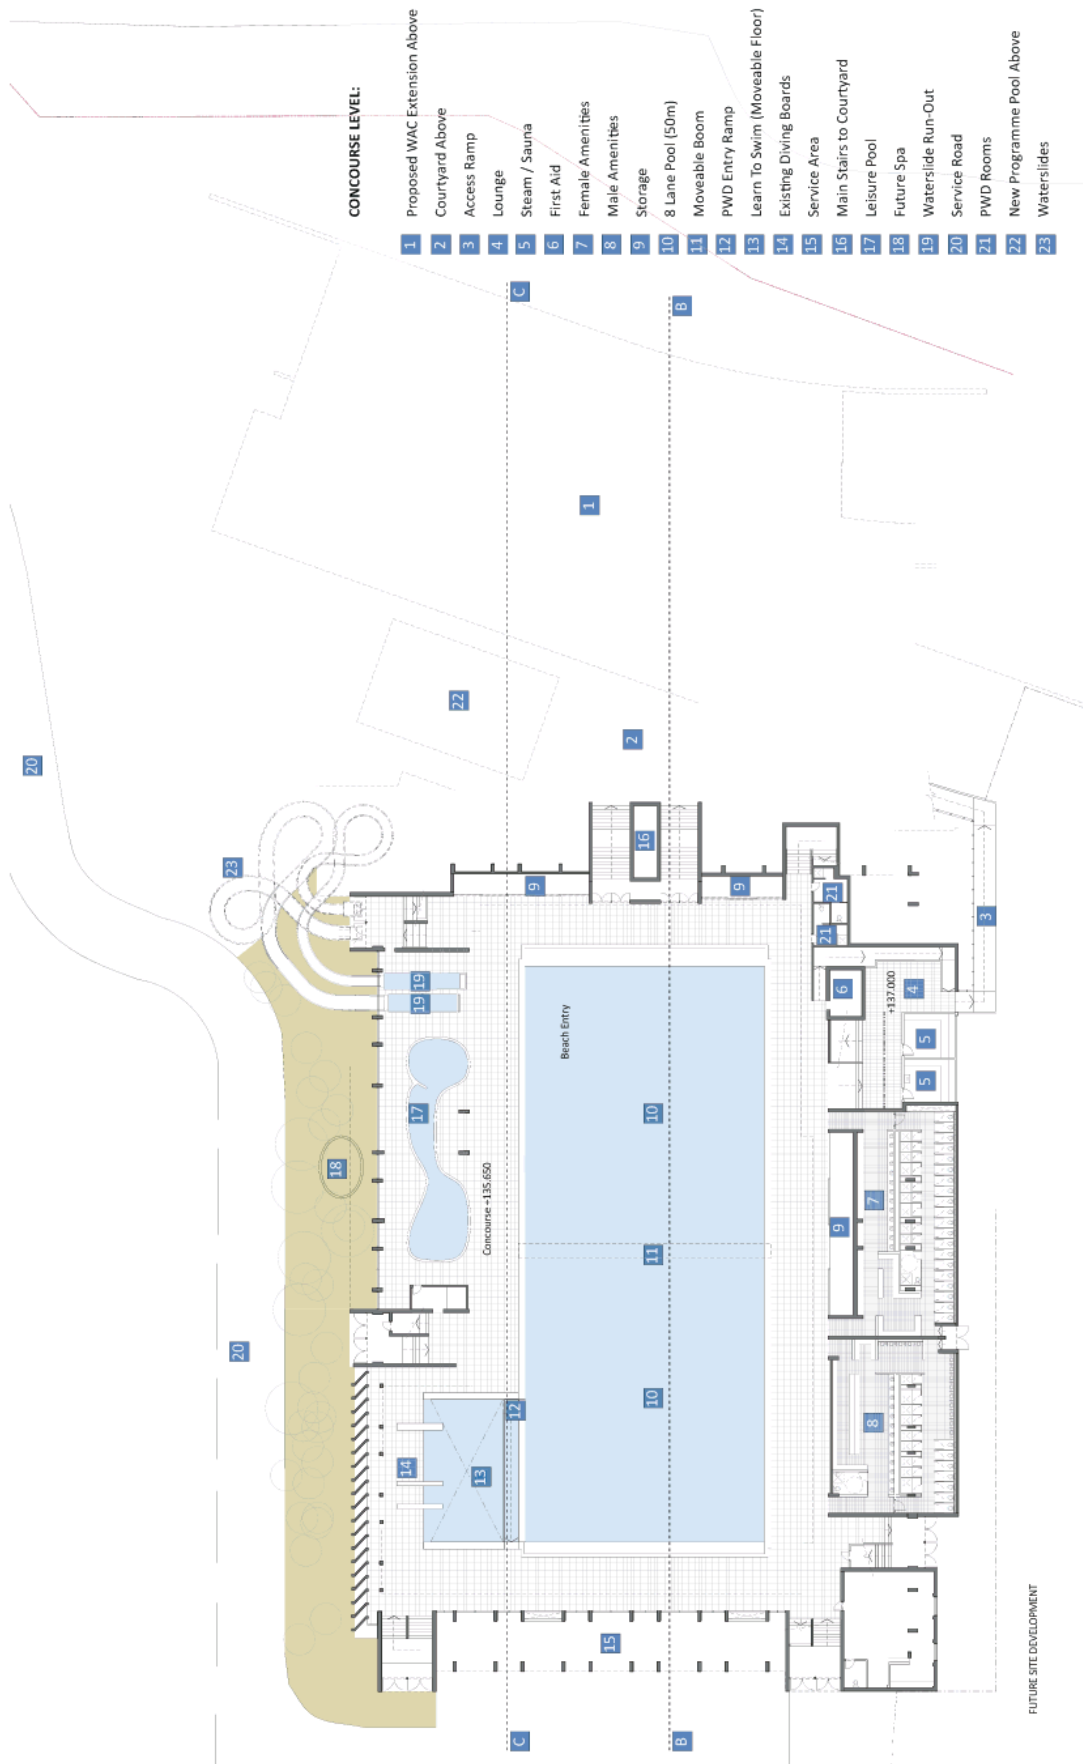 CONCOURSE LEVEL:
1 Proposed WAC Extension Above
2 Courtyard Above
3 Access Ramp
4 Lounge
5 Steam / Sauna
6 First Aid
7 Female Amenities
8 Male Amenities
9 Storage
10 8 Lane Pool (50m)
11 Moveable Boom
12 PWD Entry Ramp
13 Learn To Swim (Moveable Floor)
14 Existing Diving Boards
15 Service Area
16 Main Stairs to Courtyard
17 Leisure Pool
18 Future Spa
19 Waterslide Run-Out
20 Service Road
21 PWD Rooms
22 New Programme Pool Above
23 Waterslides
20
20
23
22
18
19
19
17
14
13
12
Concourse +135.650
C
C
1
2
16
9
9
Beach Entry
10
11
10
15
B
B
21
21
6
4
+137.000
3
5
5
9
7
8
FUTURE SITE DEVELOPMENT